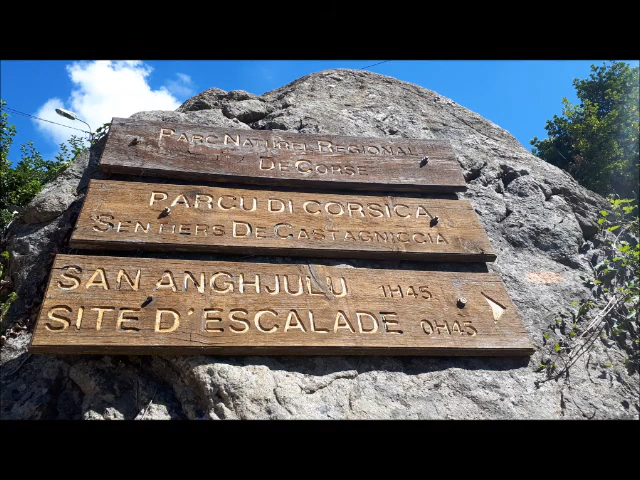 PARC NATUREL REGIONAL
DE CORSE
PARCU DI CORSICA
SENTIERS DE CASTAGNICCIA
SAN ANGHJULU 1H45
SITE D'ESCALADE 0H45